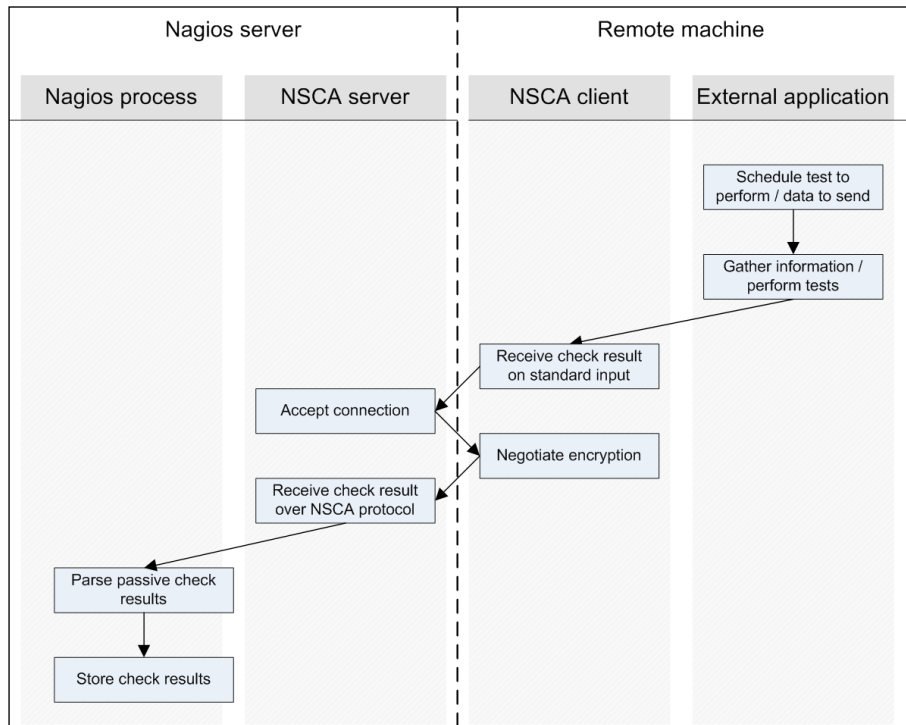 Nagios server
Remote machine
Nagios process
NSCA server
NSCA client
External application
Schedule test to
perform / data to send
Gather information /
perform tests
Receive check result
on standard input
Accept connection
Negotiate encryption
Receive check result
over NSCA protocol
Parse passive check
results
Store check results